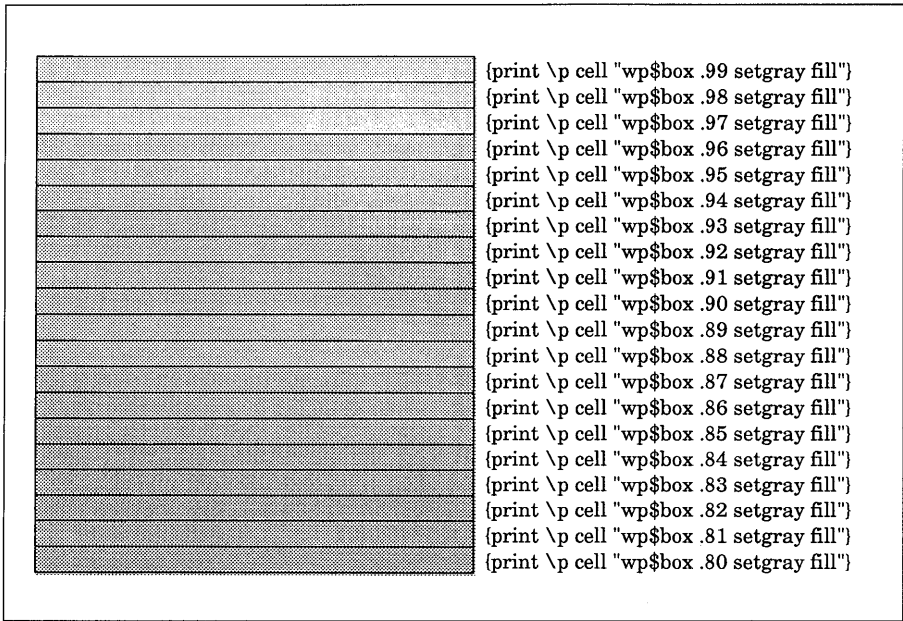 {print \p cell "wp$box .99 setgray fill"}
{print \p cell "wp$box .98 setgray fill"}
{print \p cell "wp$box .97 setgray fill"}
{print \p cell "wp$box .96 setgray fill"}
{print \p cell "wp$box .95 setgray fill"}
{print \p cell "wp$box .94 setgray fill"}
{print \p cell "wp$box .93 setgray fill"}
{print \p cell "wp$box .92 setgray fill"}
{print \p cell "wp$box .91 setgray fill"}
{print \p cell "wp$box .90 setgray fill"}
{print \p cell "wp$box .89 setgray fill"}
{print \p cell "wp$box .88 setgray fill"}
{print \p cell "wp$box .87 setgray fill"}
{print \p cell "wp$box .86 setgray fill"}
{print \p cell "wp$box .85 setgray fill"}
{print \p cell "wp$box .84 setgray fill"}
{print \p cell "wp$box .83 setgray fill"}
{print \p cell "wp$box .82 setgray fill"}
{print \p cell "wp$box .81 setgray fill"}
{print \p cell "wp$box .80 setgray fill"}